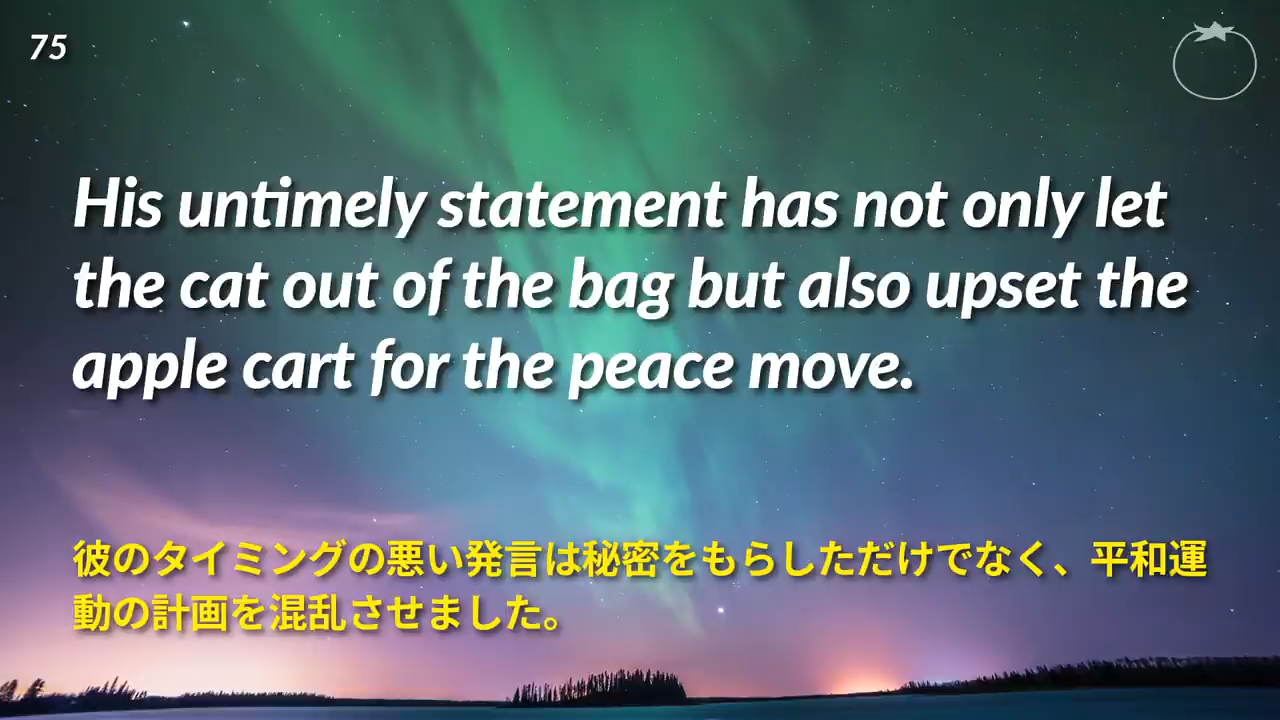 75
His untimely statement has not only let
the cat out of the bag but also upset the
apple cart for the peace move.
彼のタイミングの悪い発言は秘密をもらしただけでなく、平和運
動の計画を混乱させました。